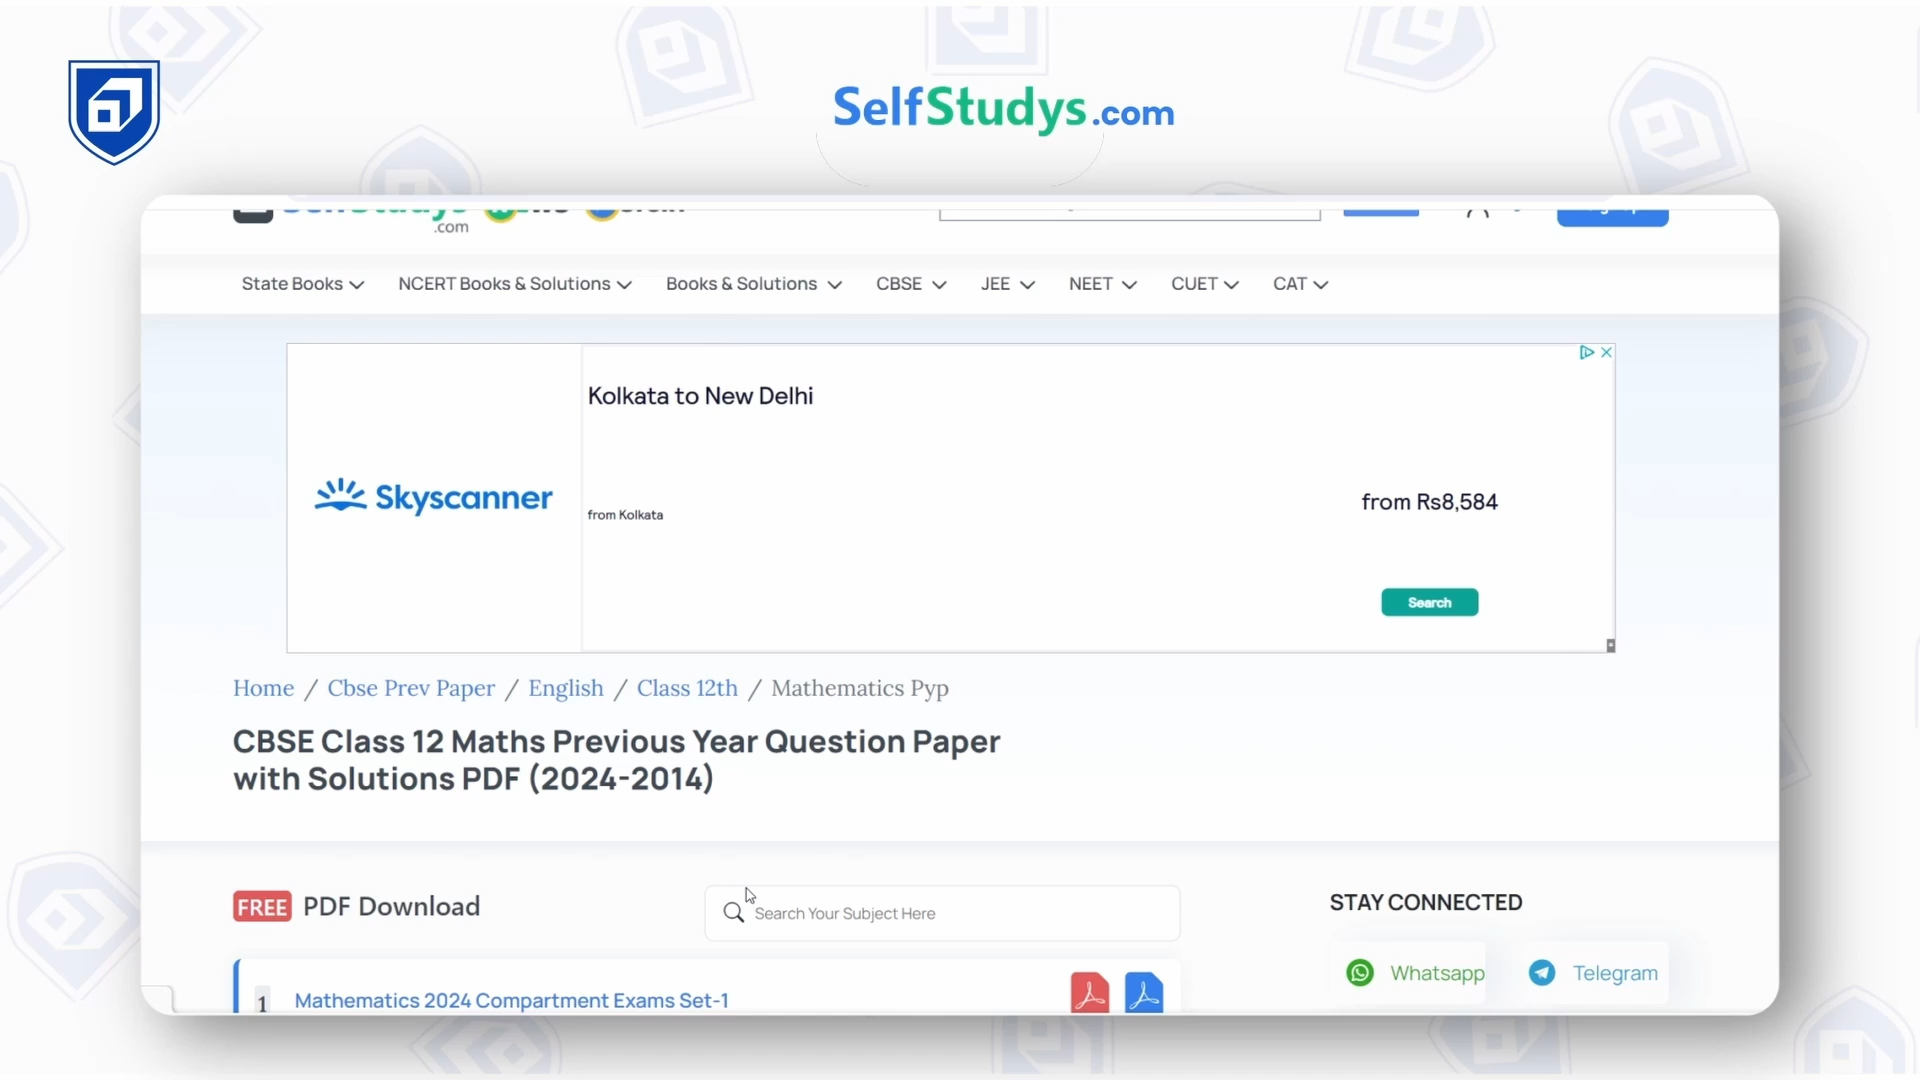 SelfStudys.com
.com
State Books
NCERT Books & Solutions
Books & Solutions
CBSE
JEE
NEET
CUET
CAT
Kolkata to New Delhi
Skyscanner
from Kolkata
from Rs8,584
Search
Home / Cbse Prev Paper / English / Class 12th / Mathematics Pyp
CBSE Class 12 Maths Previous Year Question Paper
with Solutions PDF (2024-2014)
FREE PDF Download
Search Your Subject Here
STAY CONNECTED
Whatsapp
Telegram
1 Mathematics 2024 Compartment Exams Set-1